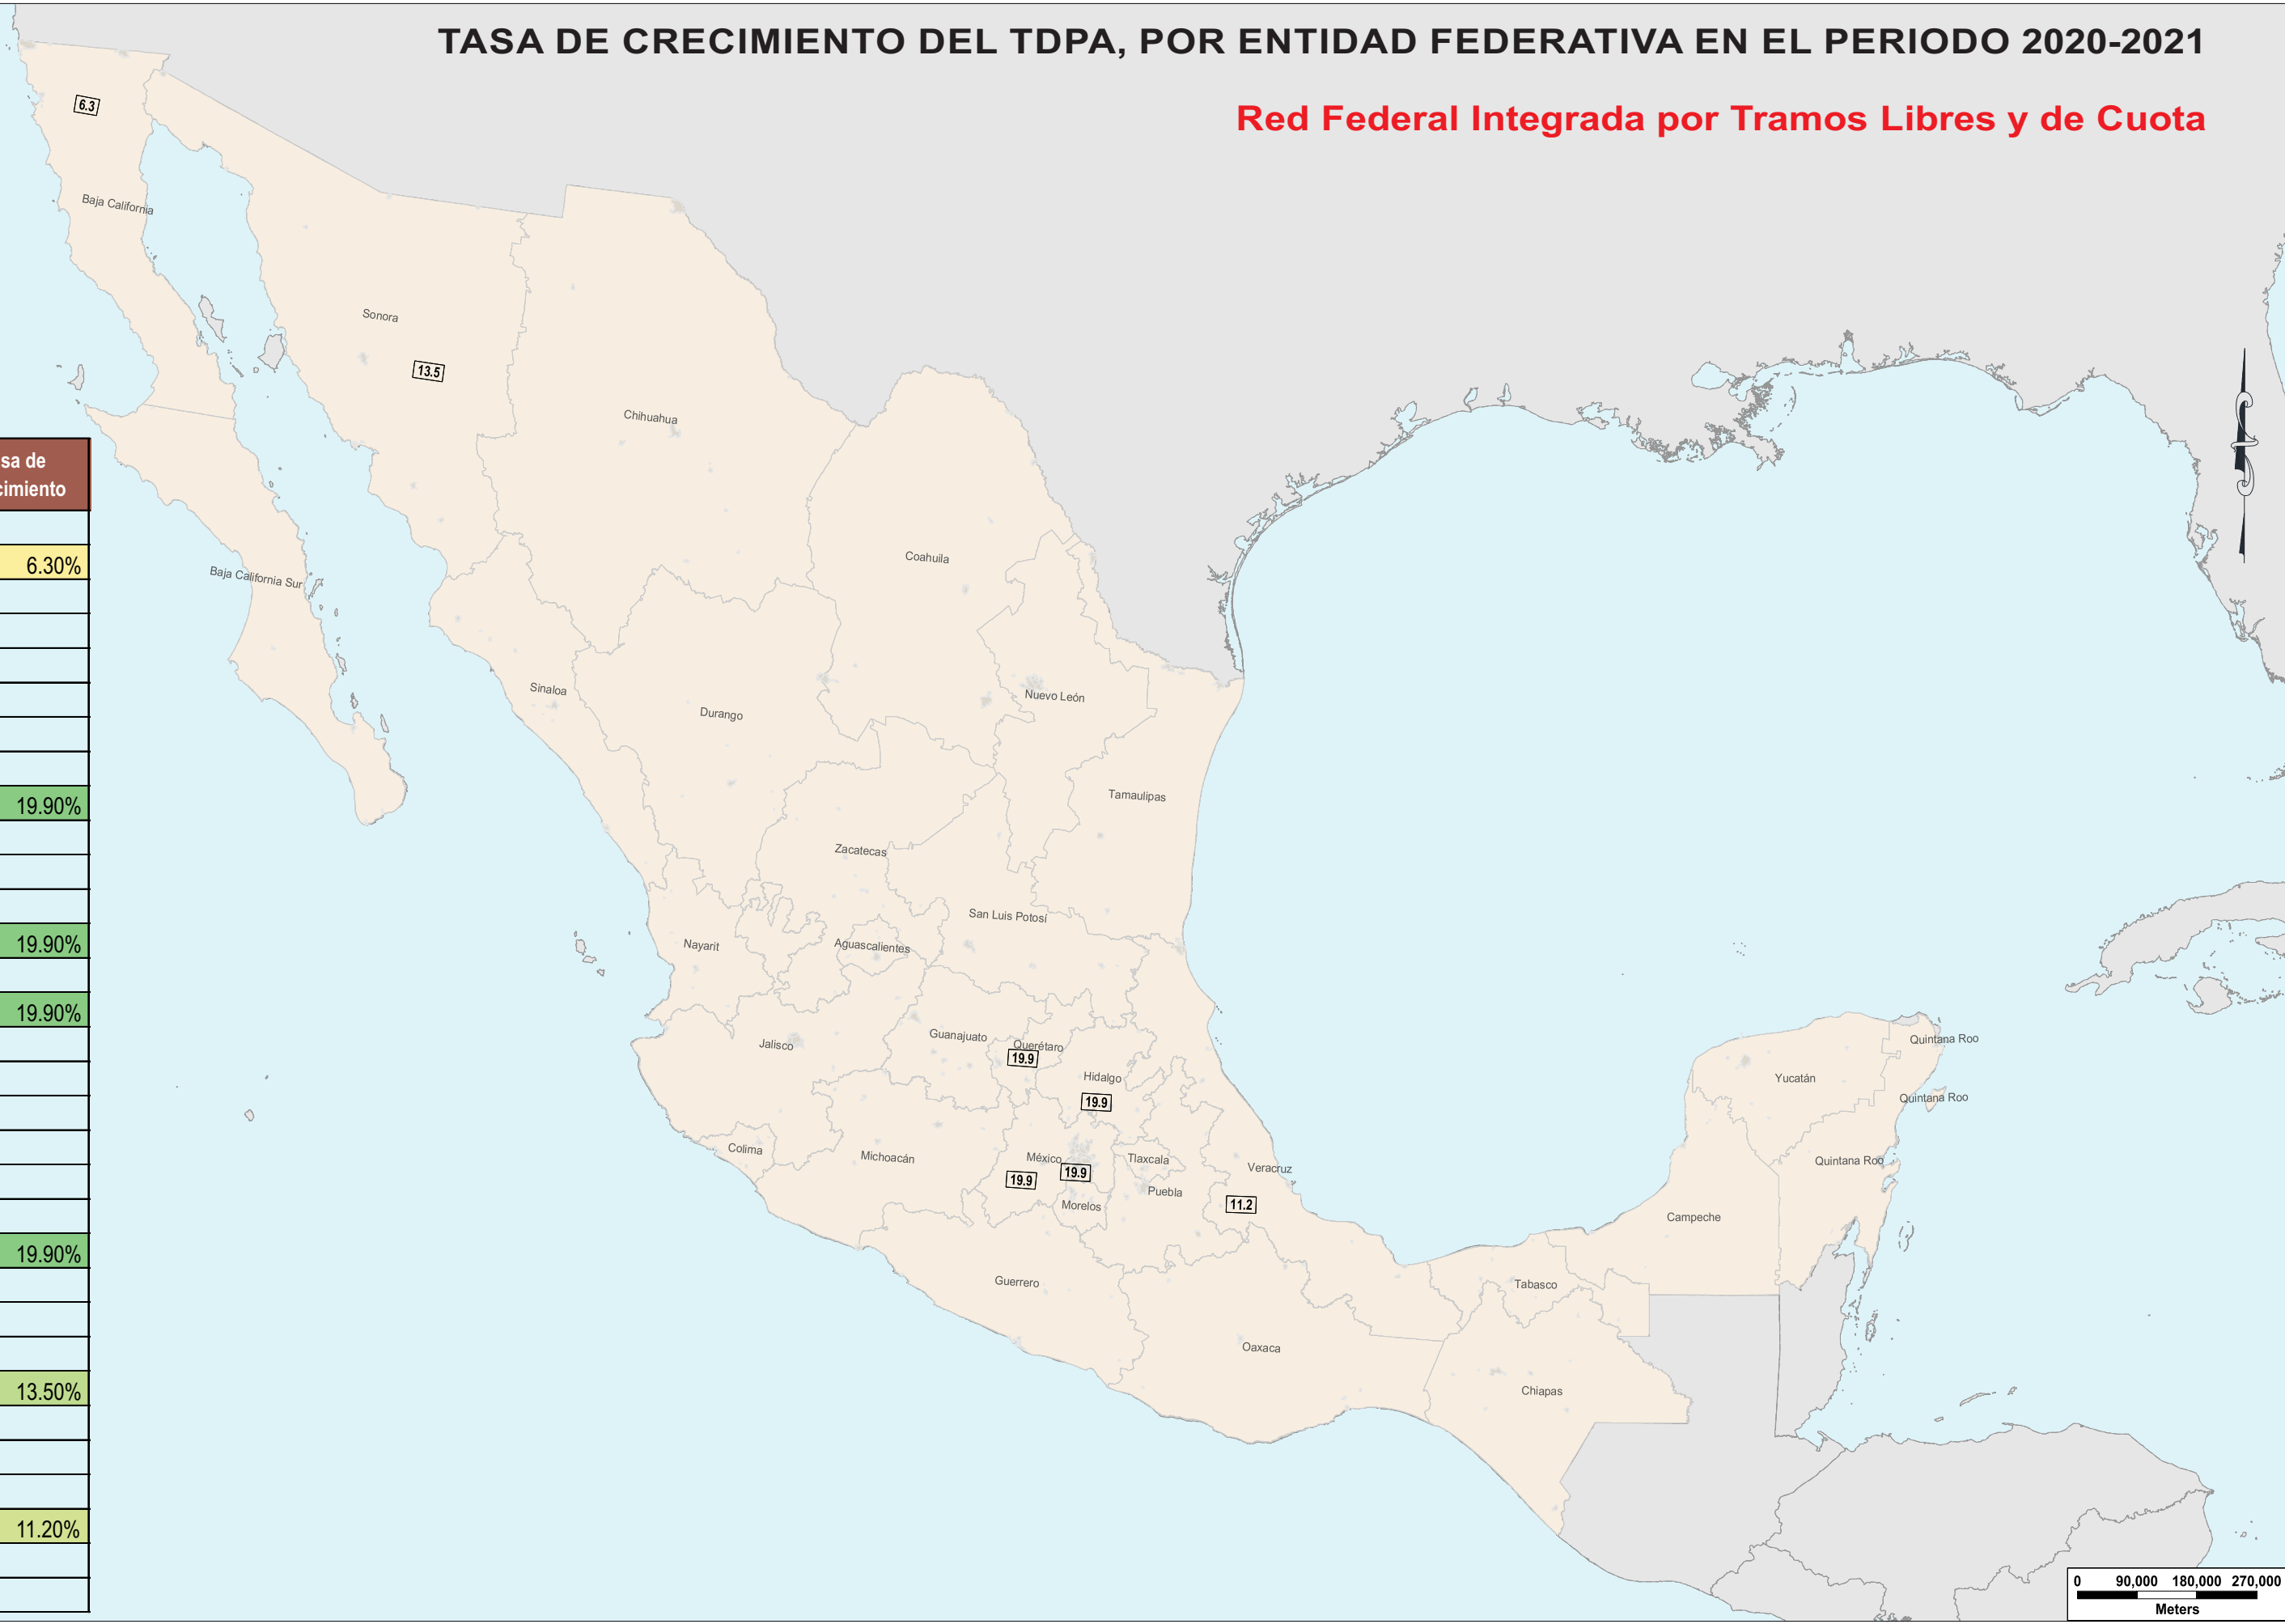 TASA DE CRECIMIENTO DEL TDPA, POR ENTIDAD FEDERATIVA EN EL PERIODO 2020-2021
Red Federal Integrada por Tramos Libres y de Cuota
6.3
Baja California
Sonora
13.5
Chihuahua
sa de
cimiento
6.30%
Coahuila
Baja California Sur
Sinaloa
Nuevo León
Durango
19.90%
Tamaulipas
Zacatecas
San Luis Potosí
19.90%
Nayarit
Aguascalientes
19.90%
Guanajuato
Jalisco
Querétaro
19.9
Quintana Roo
Hidalgo
Yucatán
19.9
Quintana Roo
Colima
Michoacán
México
Tlaxcala
Veracruz
Quintana Roo
19.9
19.9
Puebla
Morelos
11.2
Campeche
19.90%
Guerrero
Tabasco
Oaxaca
13.50%
Chiapas
11.20%
0 90,000 180,000 270,000
Meters